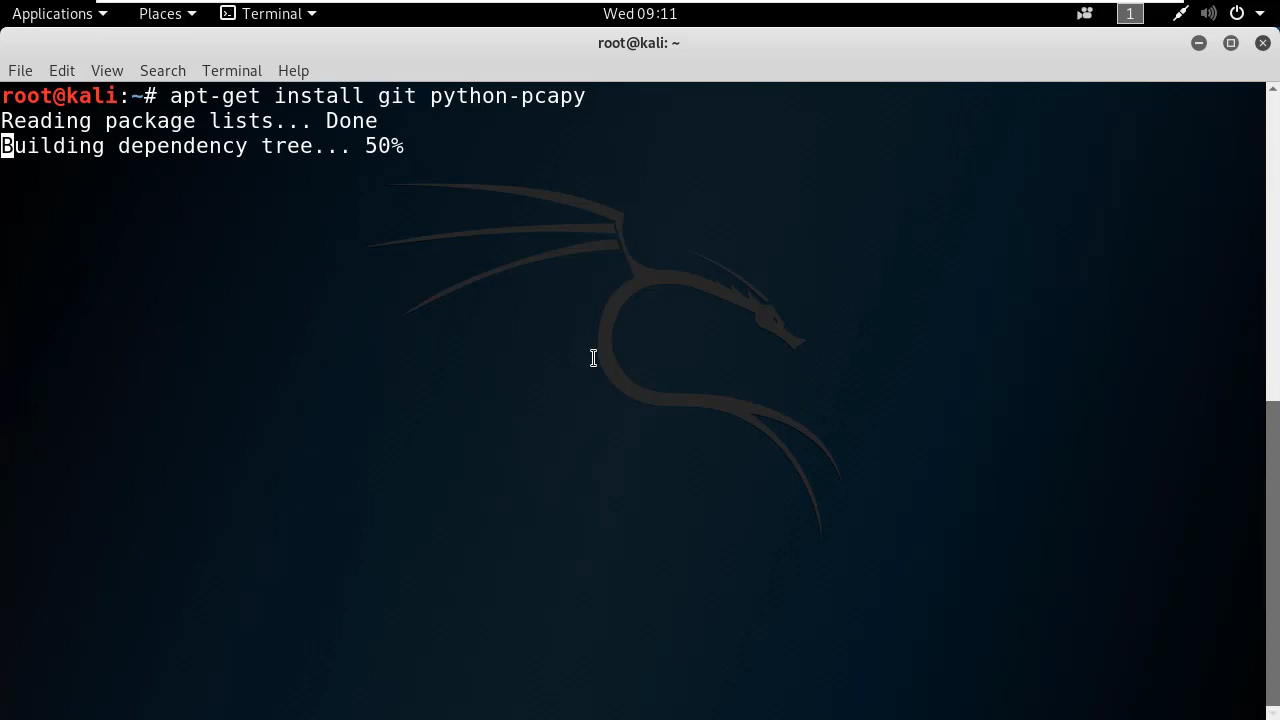 Applications Places Terminal Wed 09:11 1
root@kali: ~
File Edit View Search Terminal Help
root@kali:~# apt-get install git python-pcapy
Reading package lists... Done
Building dependency tree... 50%